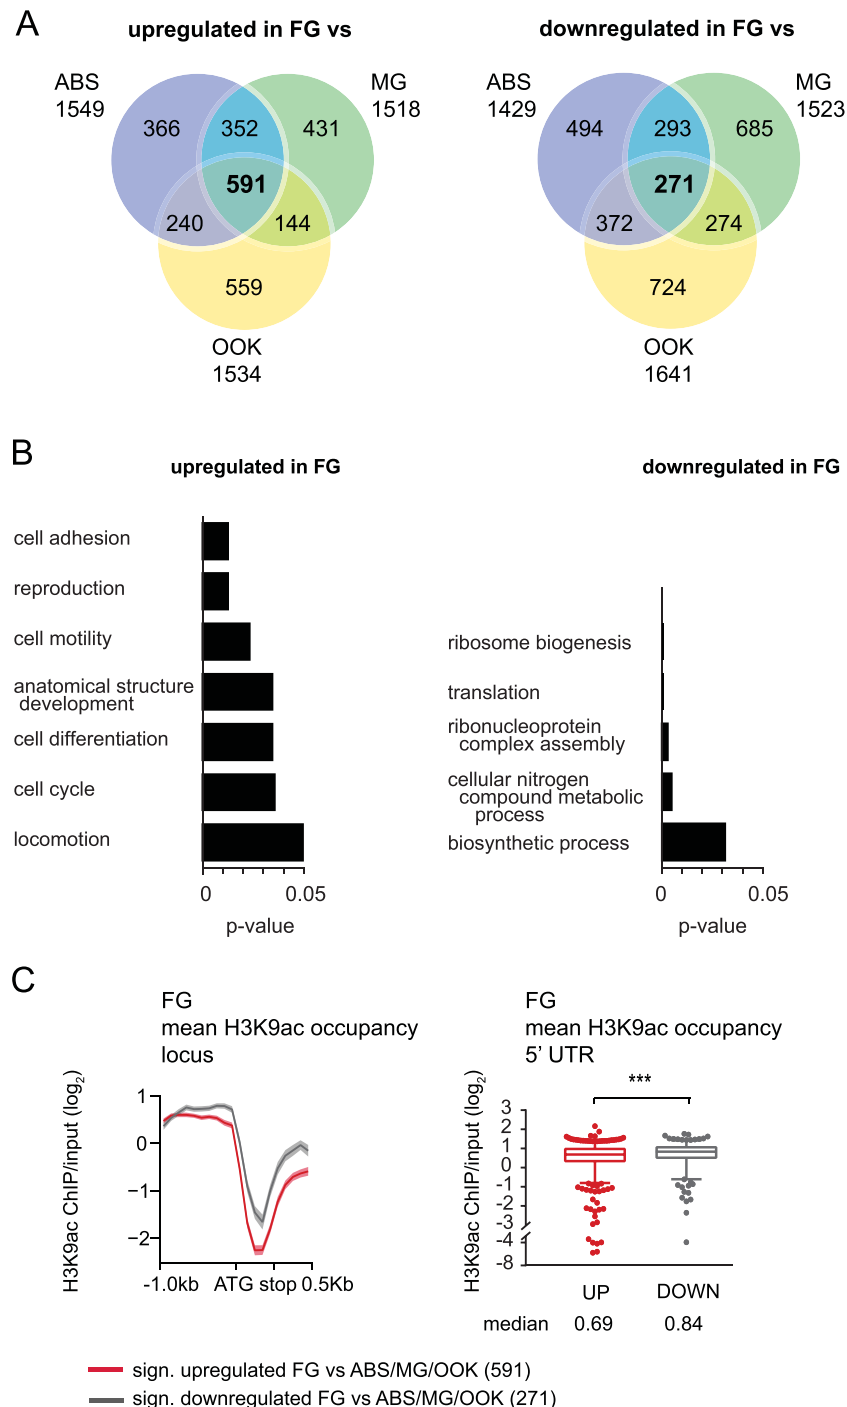 A
upregulated in FG vs
downregulated in FG vs
ABS
1549
MG
1518
366
352
431
591
240
144
559
OOK
1534
ABS
1429
MG
1523
494
293
685
271
372
274
724
OOK
1641
B
upregulated in FG
cell adhesion
reproduction
cell motility
anatomical structure
development
cell differentiation
cell cycle
locomotion
0 0.05
p-value
downregulated in FG
ribosome biogenesis
translation
ribonucleoprotein
complex assembly
cellular nitrogen
compound metabolic
process
biosynthetic process
0 0.05
p-value
C
FG
mean H3K9ac occupancy
locus
H3K9ac ChIP/input (log2)
1
0
−1
−2
-1.0kb ATG stop 0.5Kb
FG
mean H3K9ac occupancy
5’ UTR
H3K9ac ChIP/input (log2)
***
3
2
1
0
-1
-2
-3
-4
-8
UP DOWN
median 0.69 0.84
sign. upregulated FG vs ABS/MG/OOK (591)
sign. downregulated FG vs ABS/MG/OOK (271)